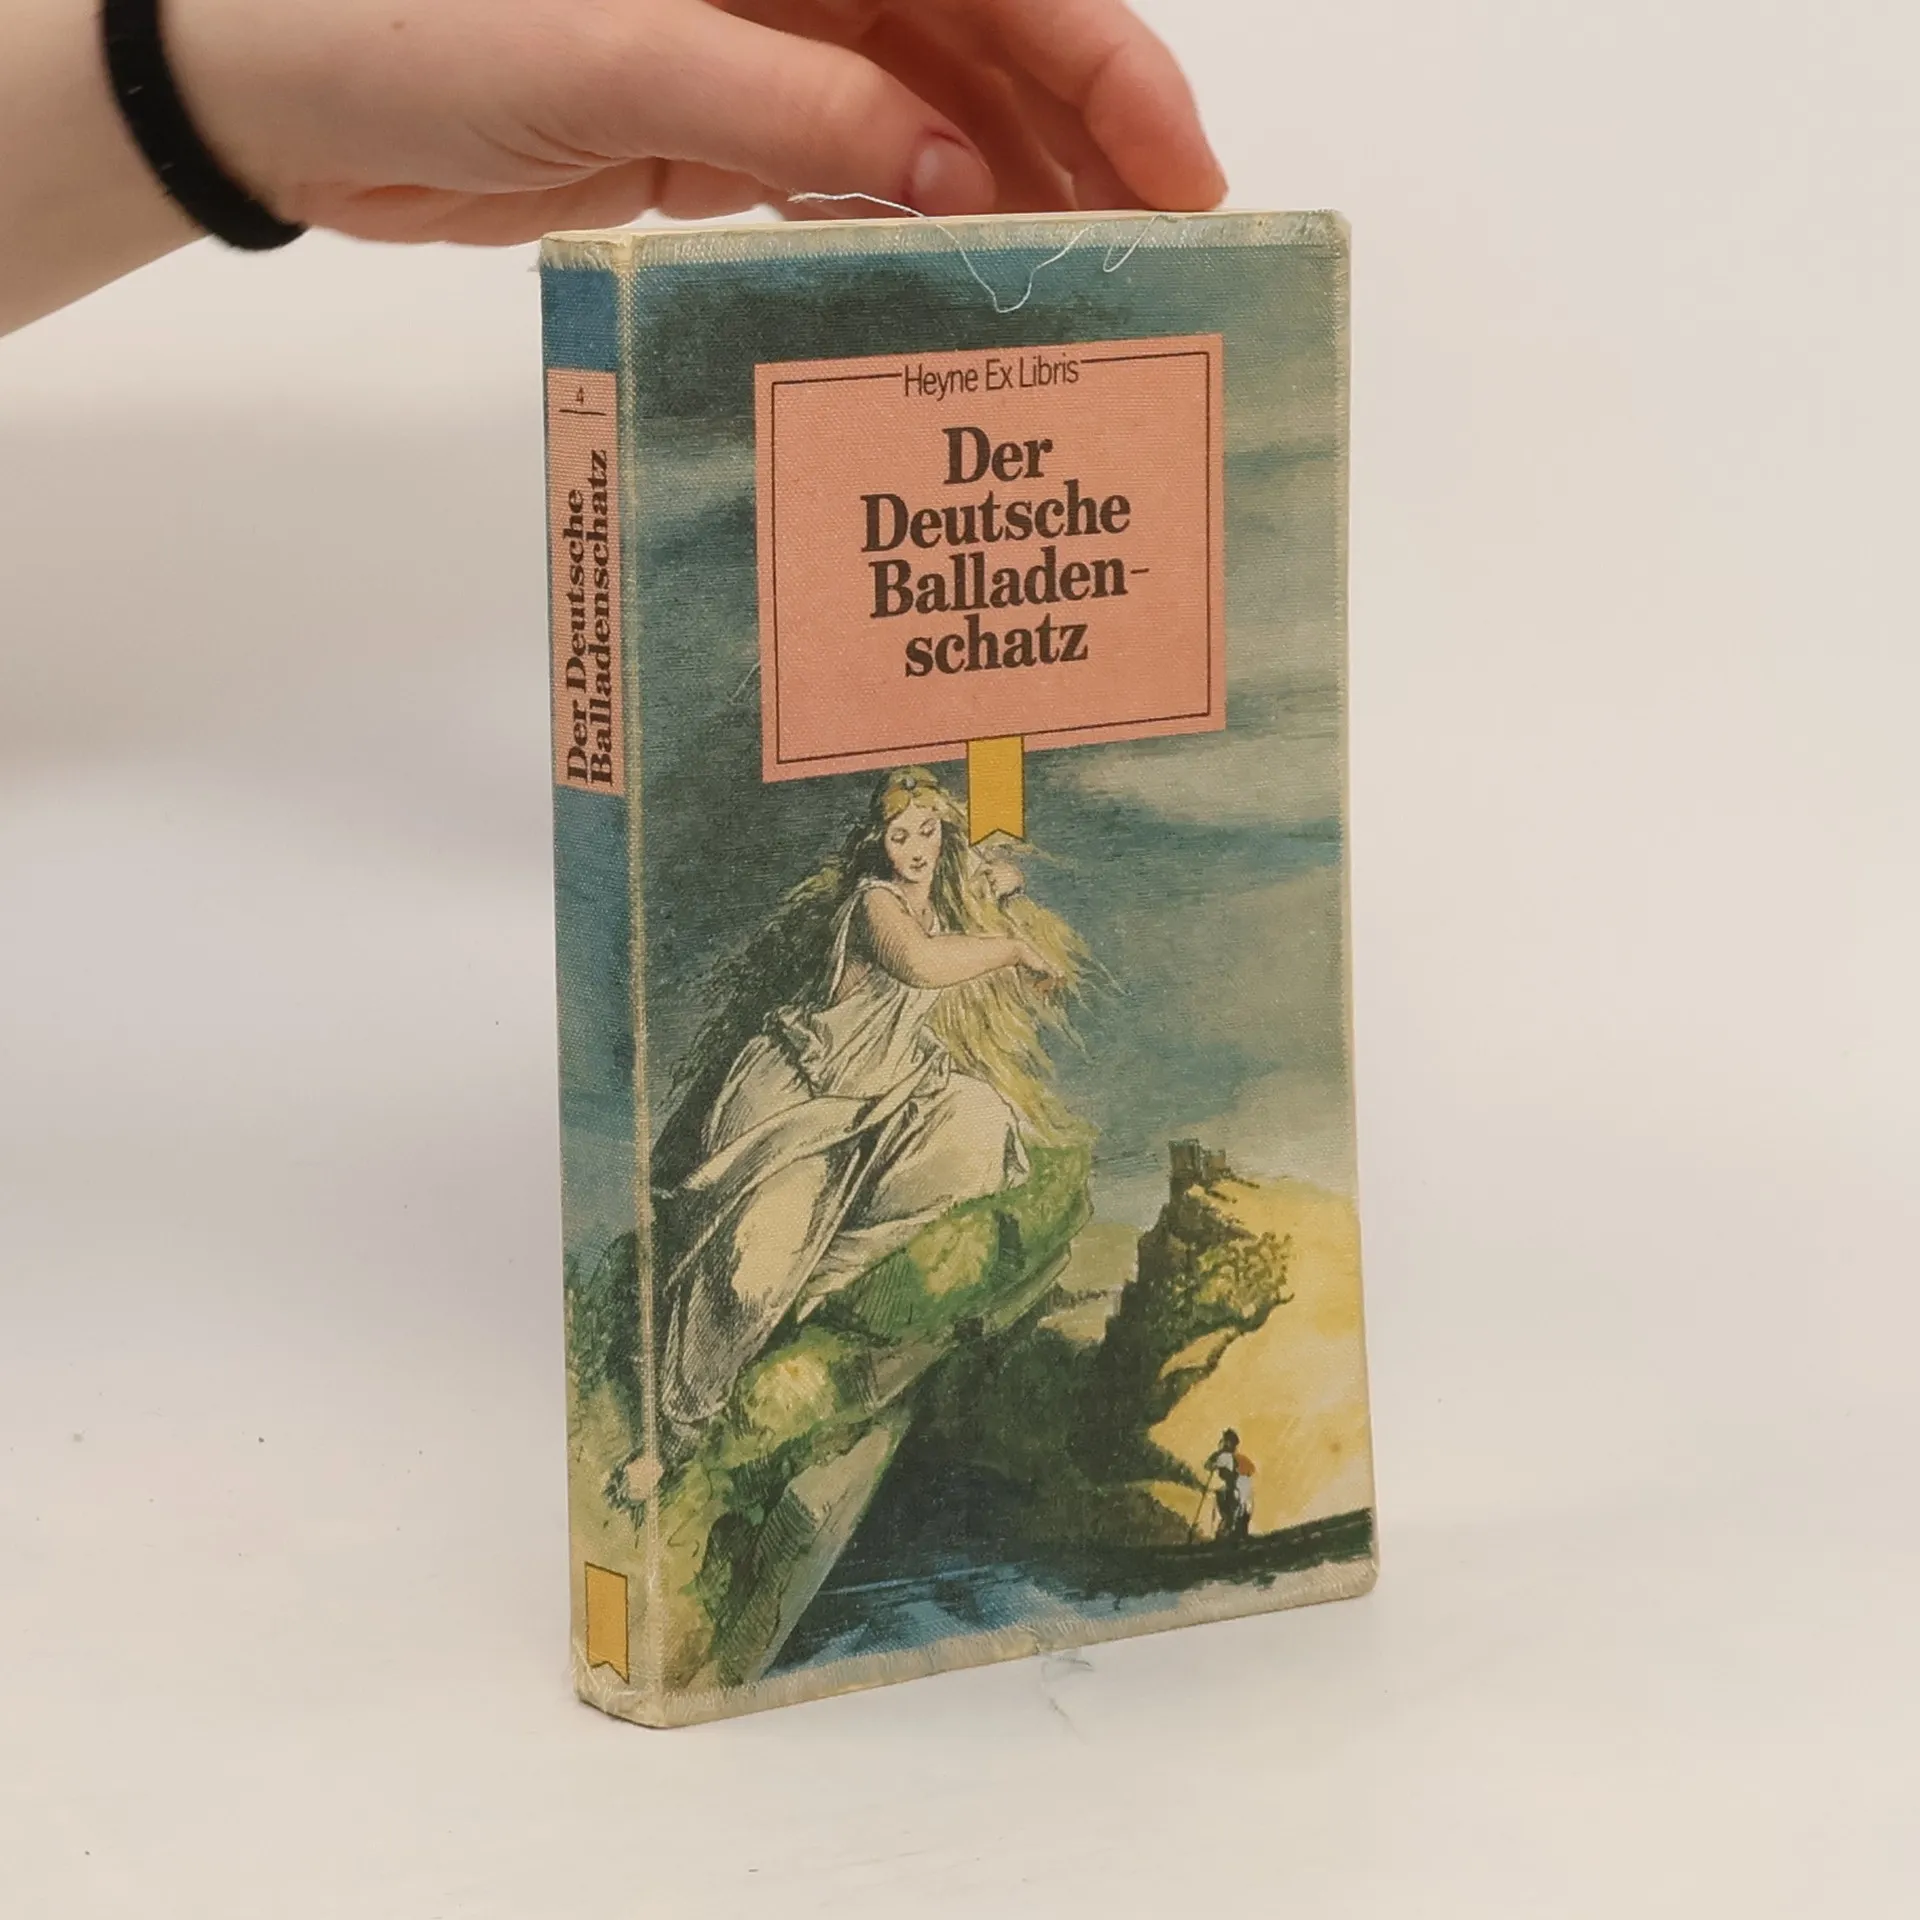 Heyne Ex Libris
Der
Deutsche
Balladen-
schatz
4
Der Deutsche
Balladenschatz